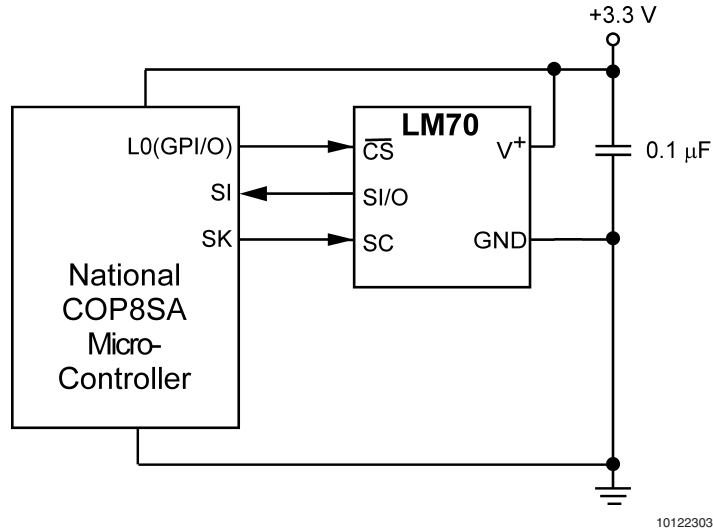 +3.3 V
LM70
L0(GPI/O)
CS
V+
0.1 μF
SI
SI/O
SK
SC
GND
National
COP8SA
Micro-
Controller
10122303